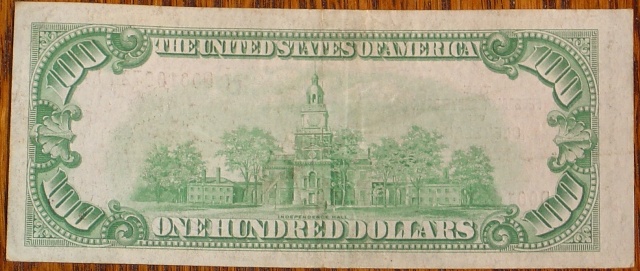 THE UNITED STATES OF AMERICA
100
100
INDEPENDENCE HALL
100
100
ONE HUNDRED DOLLARS